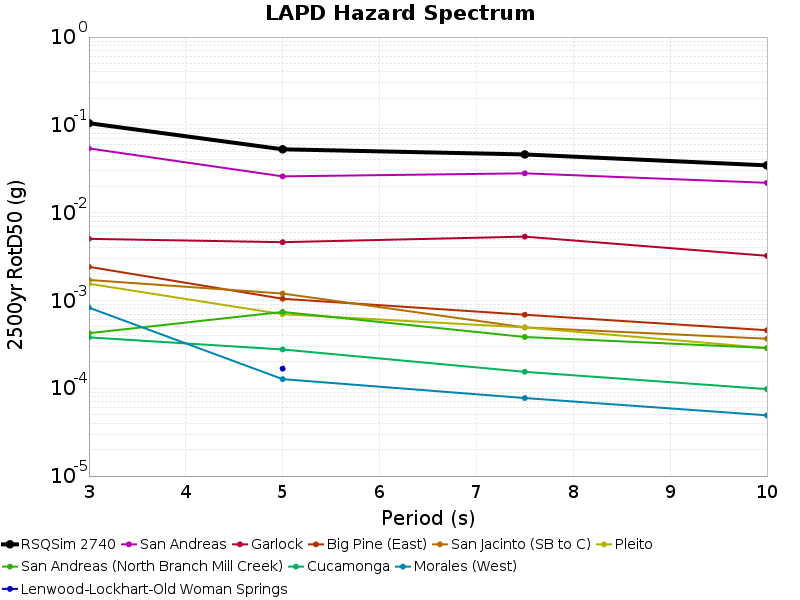 LAPD Hazard Spectrum
2500yr RotD50 (g)
10^0
10^-1
10^-2
10^-3
10^-4
10^-5
3 4 5 6 7 8 9 10
Period (s)
RSQSim 2740 San Andreas Garlock Big Pine (East) San Jacinto (SB to C) Pleito
San Andreas (North Branch Mill Creek) Cucamonga Morales (West)
Lenwood-Lockhart-Old Woman Springs